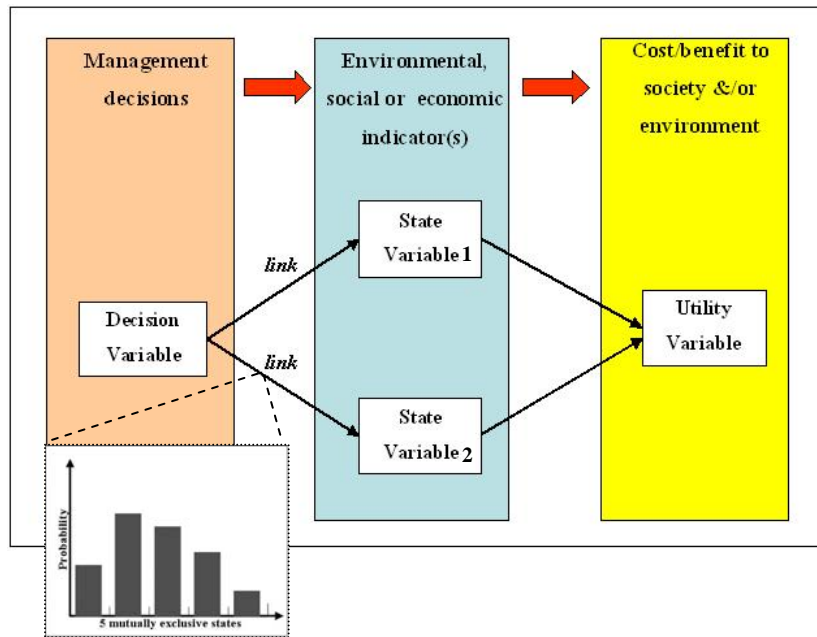 Management
decisions
Environmental,
social or economic
indicator(s)
Cost/benefit to
society &/or
environment
State
Variable 1
link
Decision
Variable
Utility
Variable
link
State
Variable 2
Probability
5 mutually exclusive states